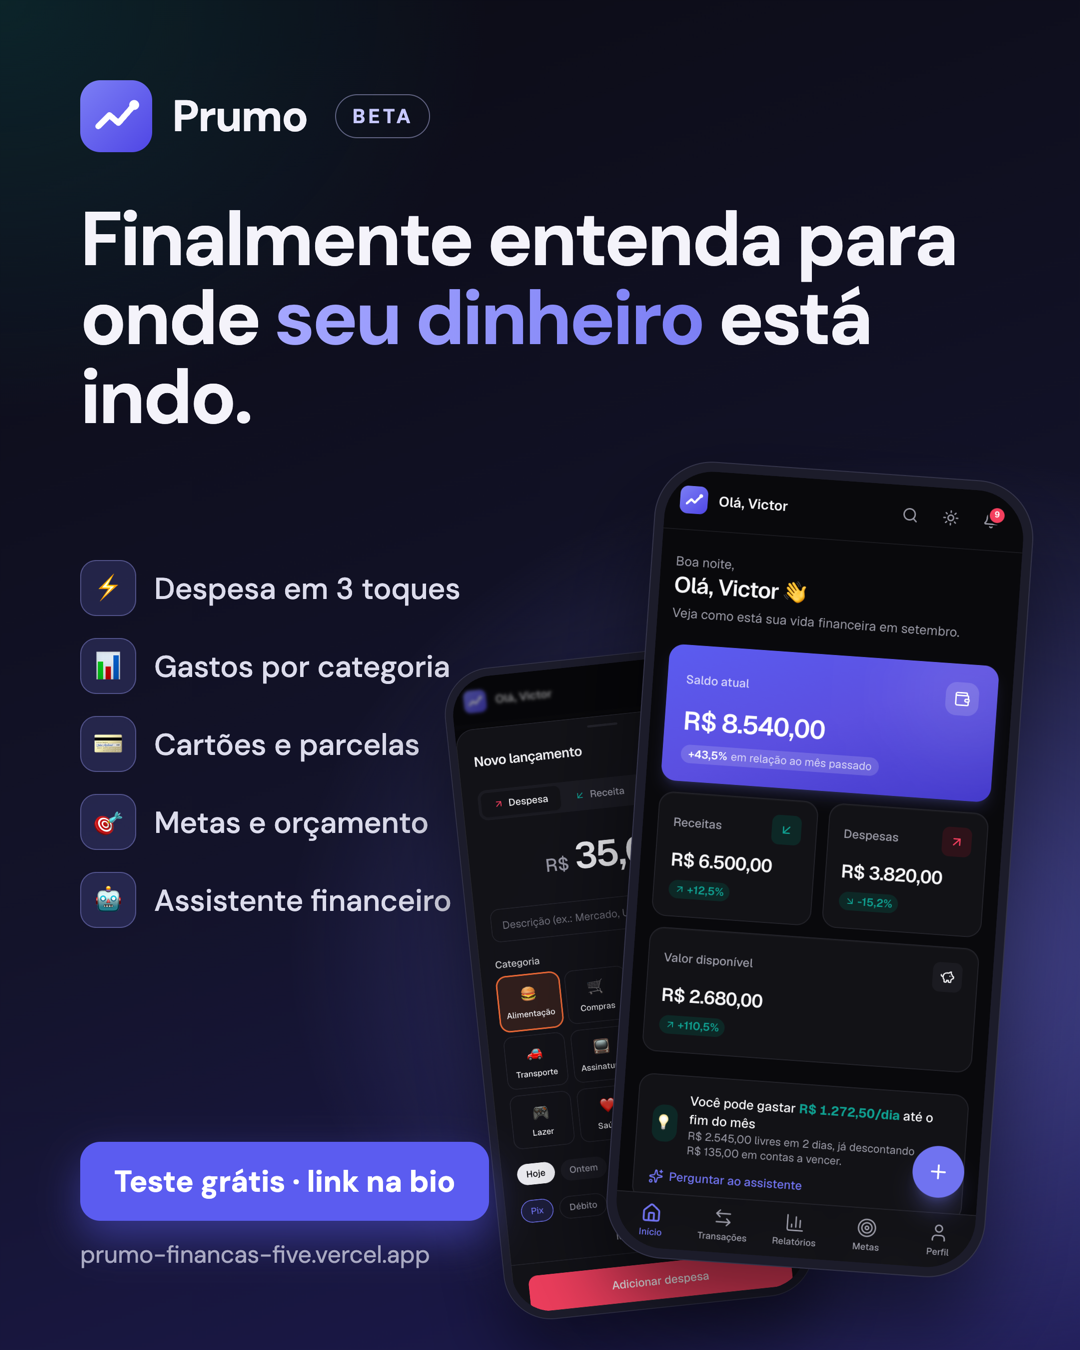 Prumo
BETA
Finalmente entenda para
onde seu dinheiro está
indo.
Despesa em 3 toques
Gastos por categoria
Cartões e parcelas
Metas e orçamento
Assistente financeiro
Teste grátis · link na bio
prumo-financas-five.vercel.app
Olá, Victor
Novo lançamento
Despesa
Receita
R$ 35,
Descrição (ex.: Mercado,
Categoria
Alimentação
Compras
Transporte
Lazer
Hoje
Ontem
Pix
Débito
Adicionar despesa
Olá, Victor
9
Boa noite,
Olá, Victor 👋
Veja como está sua vida financeira em setembro.
Saldo atual
R$ 8.540,00
+43,5% em relação ao mês passado
Receitas
R$ 6.500,00
+12,5%
Despesas
R$ 3.820,00
-15,2%
Valor disponível
R$ 2.680,00
+110,5%
Você pode gastar R$ 1.272,50/dia até o
fim do mês
R$ 2.545,00 livres em 2 dias, já descontando
R$ 135,00 em contas a vencer.
Perguntar ao assistente
Início
Transações
Relatórios
Metas
Perfil